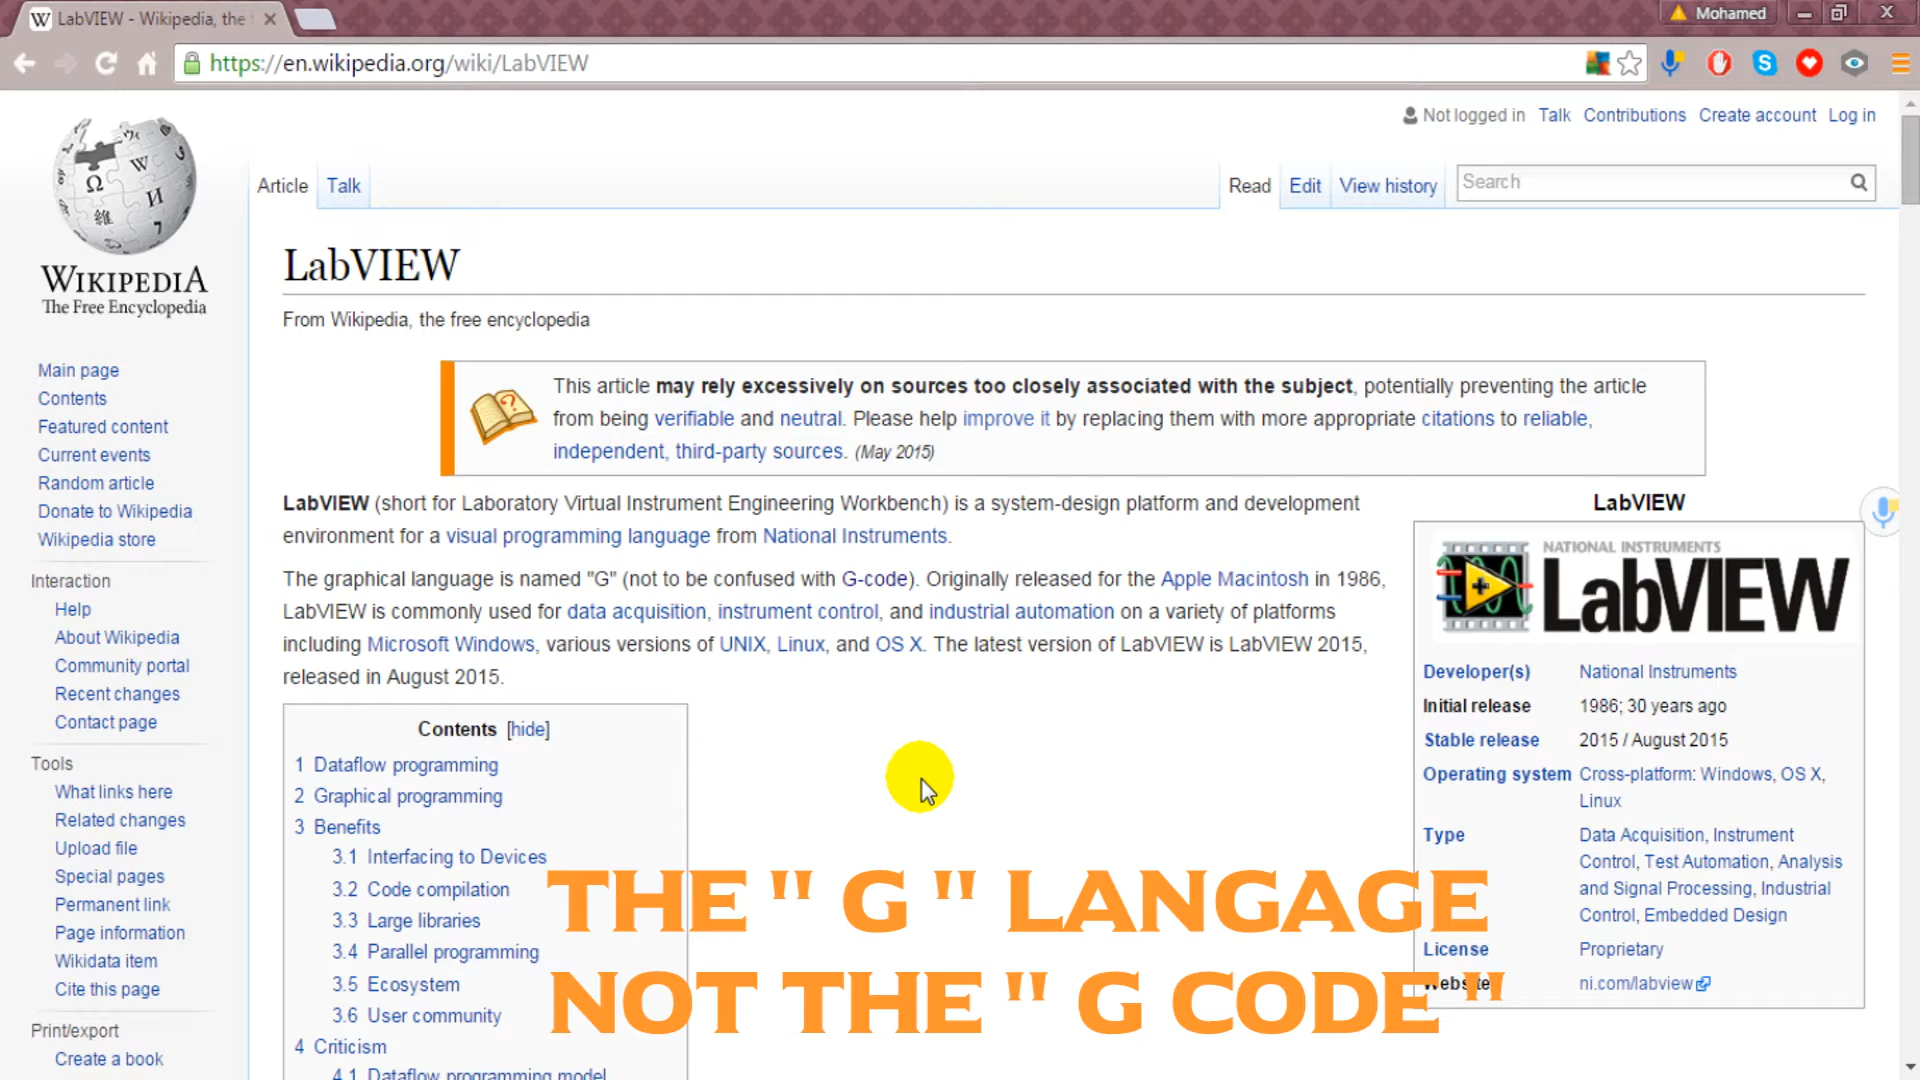 LabVIEW - Wikipedia, the f
Mohamed
https://en.wikipedia.org/wiki/LabVIEW
Not logged in Talk Contributions Create account Log in
Article Talk Read Edit View history Search
WIKIPEDIA
The Free Encyclopedia
Main page
Contents
Featured content
Current events
Random article
Donate to Wikipedia
Wikipedia store
Interaction
Help
About Wikipedia
Community portal
Recent changes
Contact page
Tools
What links here
Related changes
Upload file
Special pages
Permanent link
Page information
Wikidata item
Cite this page
Print/export
Create a book
LabVIEW
From Wikipedia, the free encyclopedia
This article may rely excessively on sources too closely associated with the subject, potentially preventing the article
from being verifiable and neutral. Please help improve it by replacing them with more appropriate citations to reliable,
independent, third-party sources. (May 2015)
LabVIEW (short for Laboratory Virtual Instrument Engineering Workbench) is a system-design platform and development
environment for a visual programming language from National Instruments.
The graphical language is named "G" (not to be confused with G-code). Originally released for the Apple Macintosh in 1986,
LabVIEW is commonly used for data acquisition, instrument control, and industrial automation on a variety of platforms
including Microsoft Windows, various versions of UNIX, Linux, and OS X. The latest version of LabVIEW is LabVIEW 2015,
released in August 2015.
Contents [hide]
1 Dataflow programming
2 Graphical programming
3 Benefits
3.1 Interfacing to Devices
3.2 Code compilation
3.3 Large libraries
3.4 Parallel programming
3.5 Ecosystem
3.6 User community
4 Criticism
4.1 Dataflow programming model
LabVIEW
NATIONAL INSTRUMENTS
LabVIEW
Developer(s) National Instruments
Initial release 1986; 30 years ago
Stable release 2015 / August 2015
Operating system Cross-platform: Windows, OS X,
Linux
Type Data Acquisition, Instrument
Control, Test Automation, Analysis
and Signal Processing, Industrial
Control, Embedded Design
License Proprietary
Website ni.com/labview
THE " G " LANGAGE
NOT THE " G CODE "